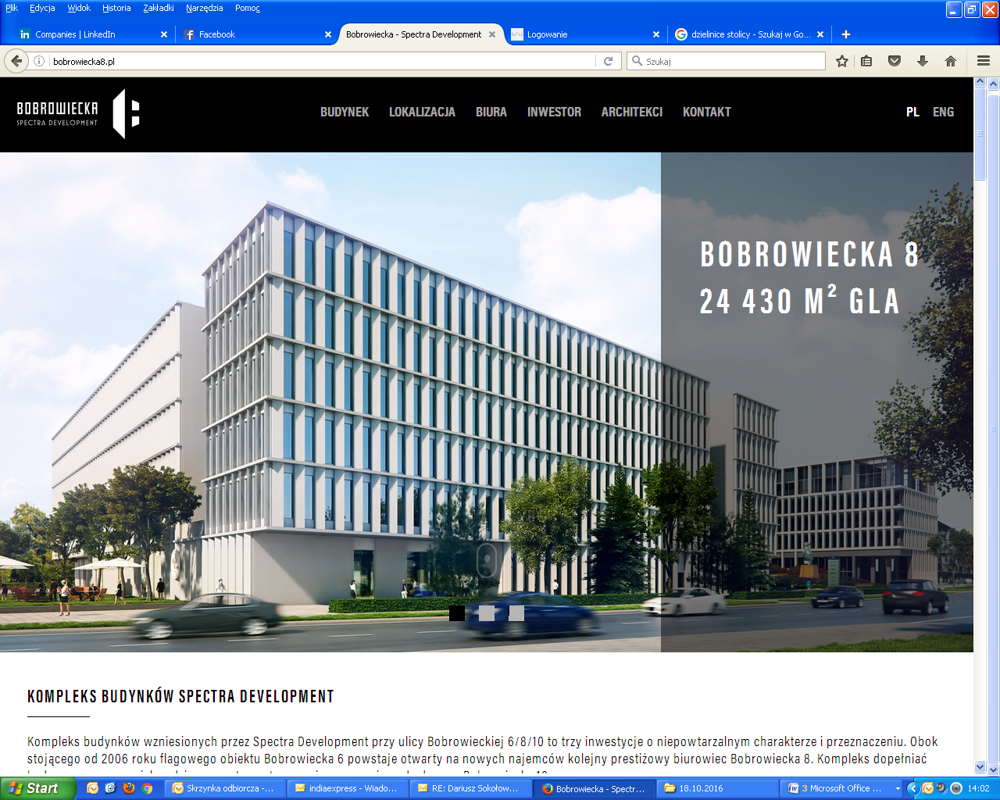 Plik Edycja Widok Historia Zakładki Narzędzia Pomoc
Companies | LinkedIn Facebook Bobrowiecka - Spectra Development Logowanie dzielinice stolicy - Szukaj w Go...
bobrowiecka8.pl Szukaj
BOBROWIECKA
SPECTRA DEVELOPMENT
BUDYNEK LOKALIZACJA BIURA INWESTOR ARCHITEKCI KONTAKT PL ENG
BOBROWIECKA 8
24 430 M² GLA
KOMPLEKS BUDYNKÓW SPECTRA DEVELOPMENT
Kompleks budynków wzniesionych przez Spectra Development przy ulicy Bobrowieckiej 6/8/10 to trzy inwestycje o niepowtarzalnym charakterze i przeznaczeniu. Obok
stojącego od 2006 roku flagowego obiektu Bobrowiecka 6 powstaje otwarty na nowych najemców kolejny prestiżowy biurowiec Bobrowiecka 8. Kompleks dopełniać
Start Skrzynka odbiorcza -... indiaexpress - Wiado... RE: Dariusz Sokołow... Bobrowiecka - Spectr... 18.10.2016 3 Microsoft Office ... 14:02